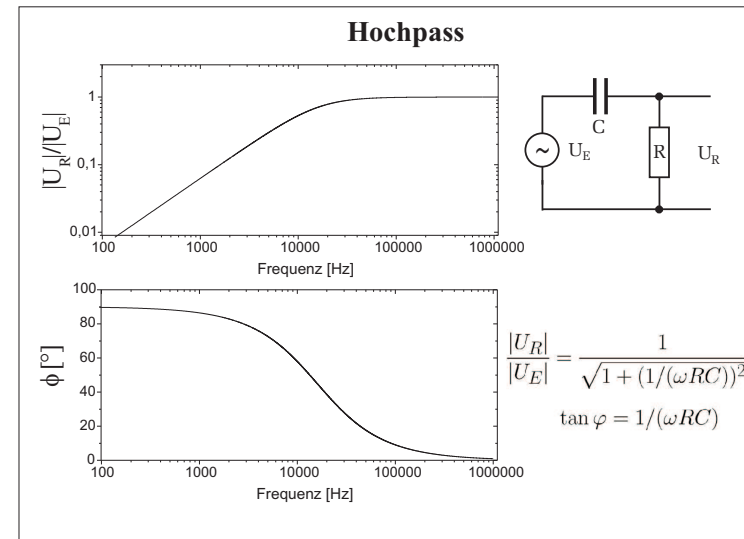 Hochpass
|U_R|/|U_E|
1
0,1
0,01
100 1000 10000 100000 1000000
Frequenz [Hz]
C
~ U_E R U_R
ϕ [°]
100
80
60
40
20
0
100 1000 10000 100000 1000000
Frequenz [Hz]
|U_R|/|U_E| = 1/√(1 + (1/(ωRC))²
tan φ = 1/(ωRC)